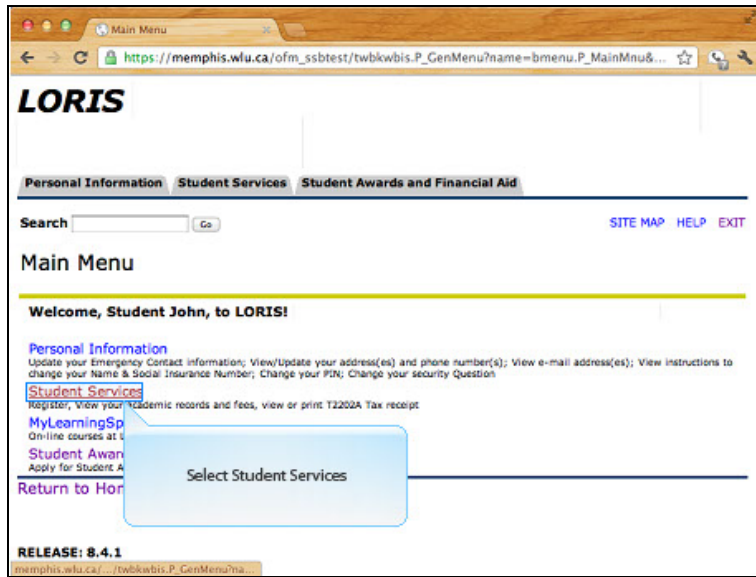 Main Menu
https://memphis.wlu.ca/ofm_ssbtest/twbkwbis.P_GenMenu?name=bmenu.P_MainMnu&...
LORIS
Personal Information Student Services Student Awards and Financial Aid
Search Go SITE MAP HELP EXIT
Main Menu
Welcome, Student John, to LORIS!
Personal Information
Update your Emergency Contact information; View/Update your address(es) and phone number(s); View e-mail address(es); View instructions to
change your Name & Social Insurance Number; Change your PIN; Change your security Question
Student Services
Register, View your academic records and fees, view or print T2202A Tax receipt
MyLearningSp
On-line courses at
Student Awar
Apply for Student A
Select Student Services
Return to Hor
RELEASE: 8.4.1
memphis.wlu.ca/.../twbkwbis.P_GenMenu?na...